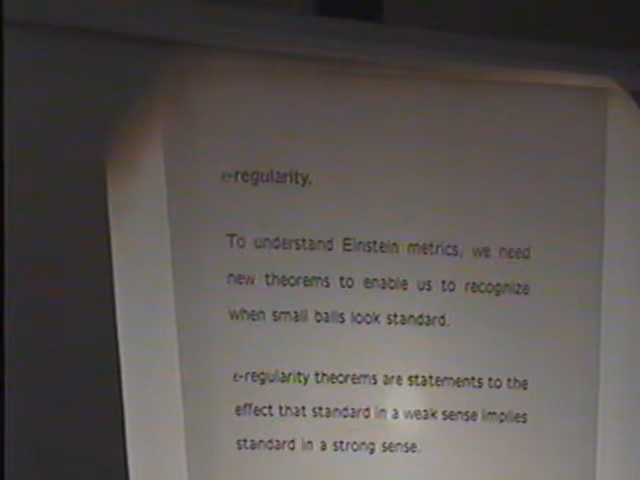 ϵ-regularity.
To understand Einstein metrics, we need
new theorems to enable us to recognize
when small balls look standard.
ϵ-regularity theorems are statements to the
effect that standard in a weak sense implies
standard in a strong sense.